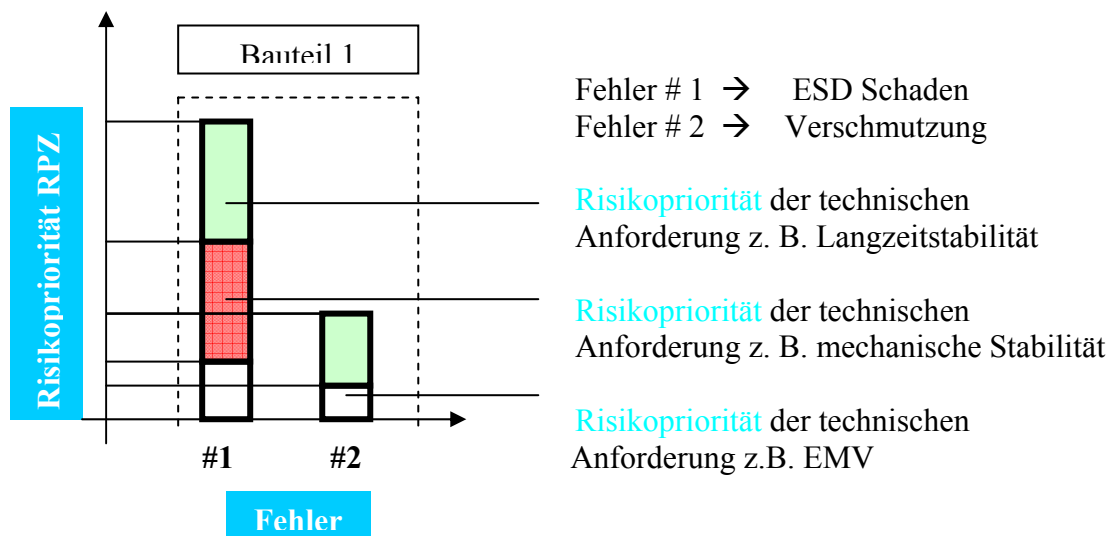 Bauteil 1
Risikopriorität RPZ
#1 #2
Fehler
Fehler # 1 → ESD Schaden
Fehler # 2 → Verschmutzung
Risikopriorität der technischen
Anforderung z. B. Langzeitstabilität
Risikopriorität der technischen
Anforderung z. B. mechanische Stabilität
Risikopriorität der technischen
Anforderung z.B. EMV